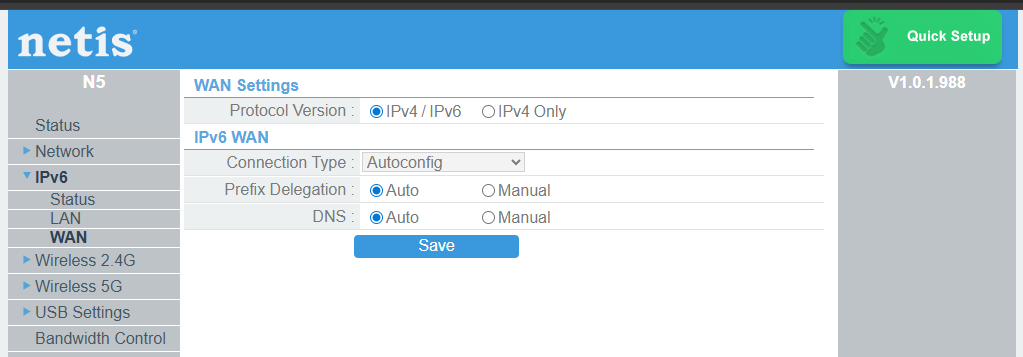 netis
Quick Setup
N5
V1.0.1.988
Status
Network
IPv6
Status
LAN
WAN
Wireless 2.4G
Wireless 5G
USB Settings
Bandwidth Control
WAN Settings
Protocol Version : IPv4 / IPv6 IPv4 Only
IPv6 WAN
Connection Type : Autoconfig
Prefix Delegation : Auto Manual
DNS : Auto Manual
Save